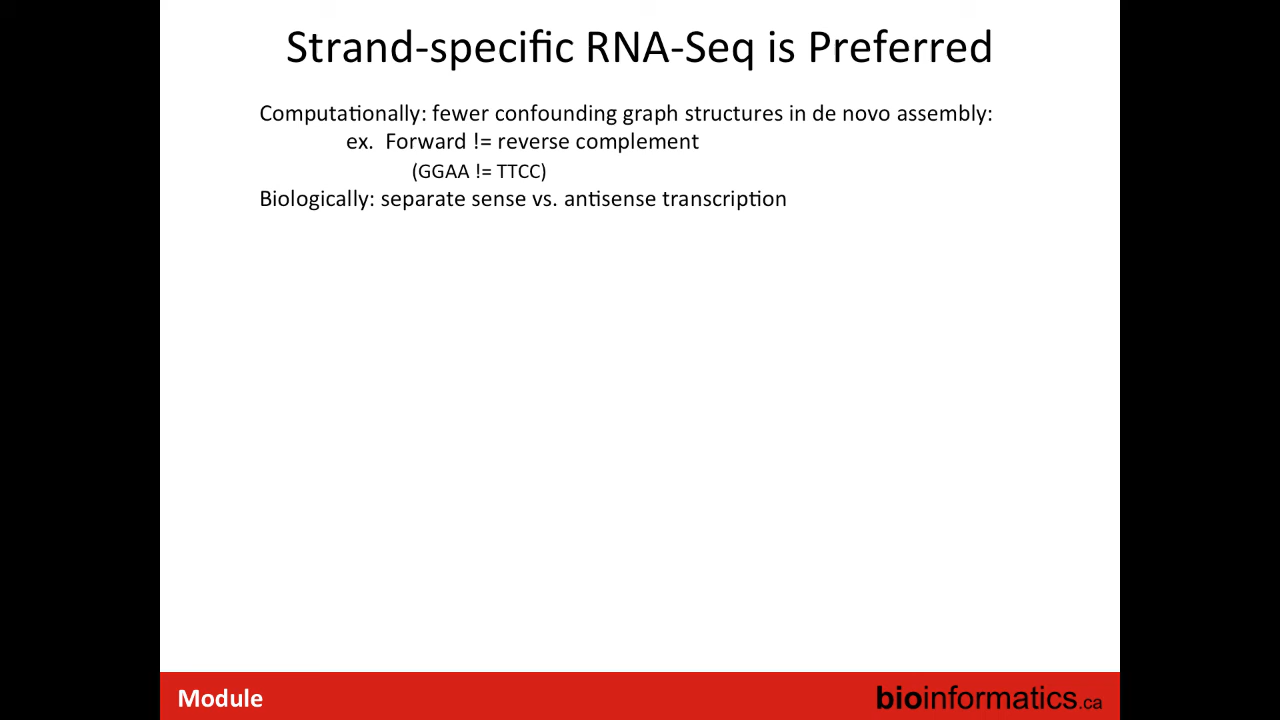 Strand-specific RNA-Seq is Preferred
Computationally: fewer confounding graph structures in de novo assembly:
ex. Forward != reverse complement
(GGAA != TTCC)
Biologically: separate sense vs. antisense transcription
Module
bioinformatics.ca